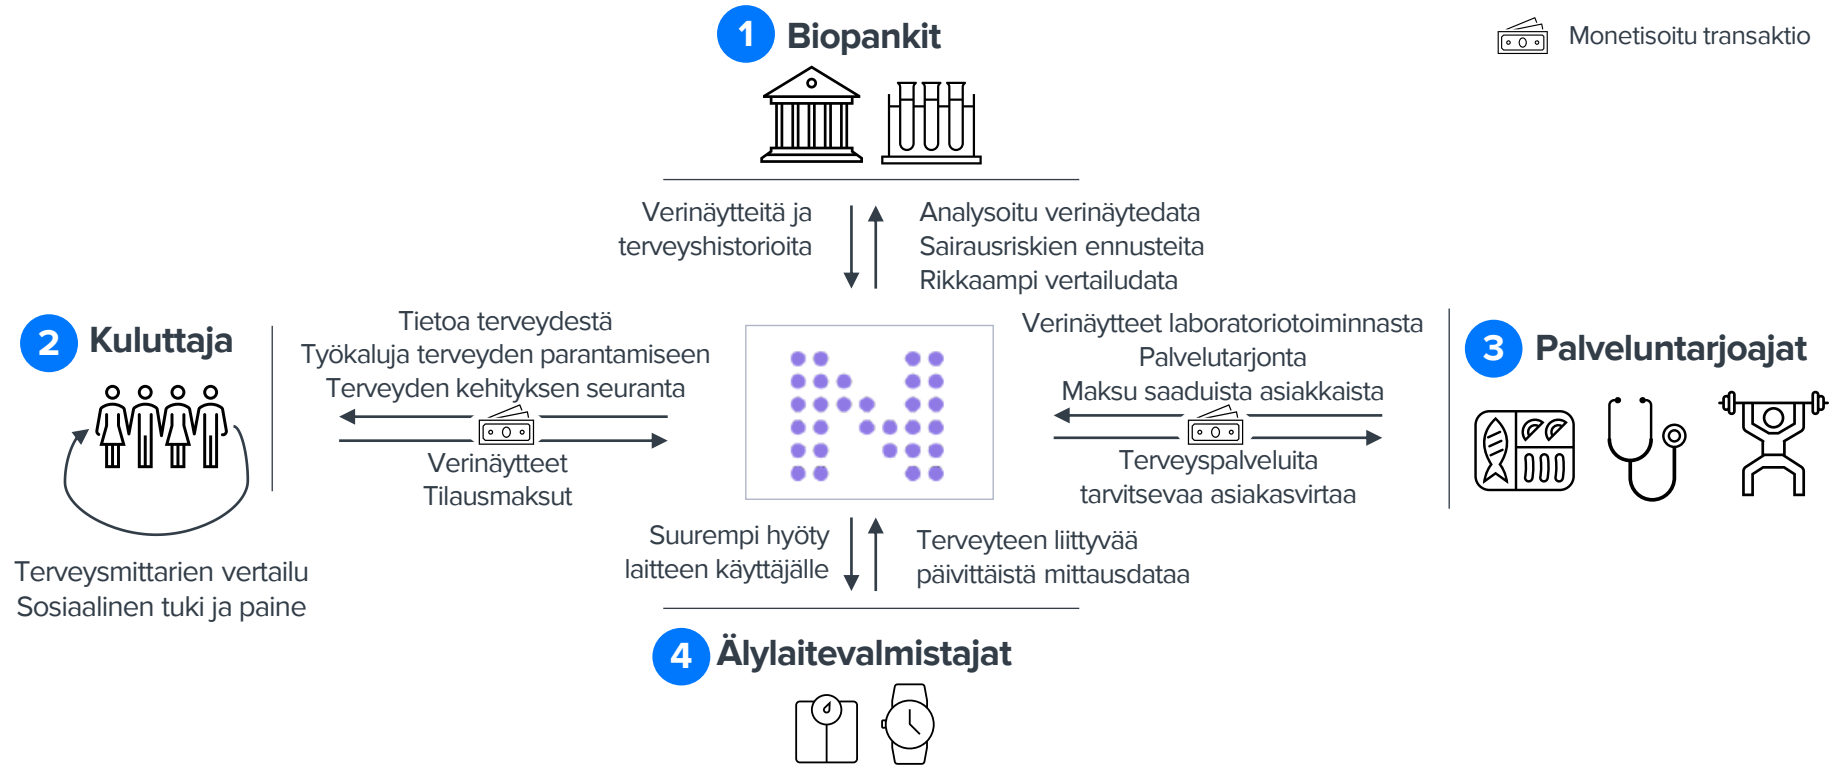 1 Biopankit
Monetisoitu transaktio
Verinäytteitä ja
terveyshistorioita
Analysoitu verinäytedata
Sairausriskien ennusteita
Rikkaampi vertailudata
2 Kuluttaja
Tietoa terveydestä
Työkaluja terveyden parantamiseen
Terveyden kehityksen seuranta
Verinäytteet
Tilausmaksut
Terveysmittarien vertailu
Sosiaalinen tuki ja paine
N
Verinäytteet laboratoriotoiminnasta
Palvelutarjonta
Maksu saaduista asiakkaista
Terveyspalveluita
tarvitsevaa asiakasvirtaa
3 Palveluntarjoajat
Suurempi hyöty
laitteen käyttäjälle
Terveyteen liittyvää
päivittäistä mittausdataa
4 Älylaitevalmistajat